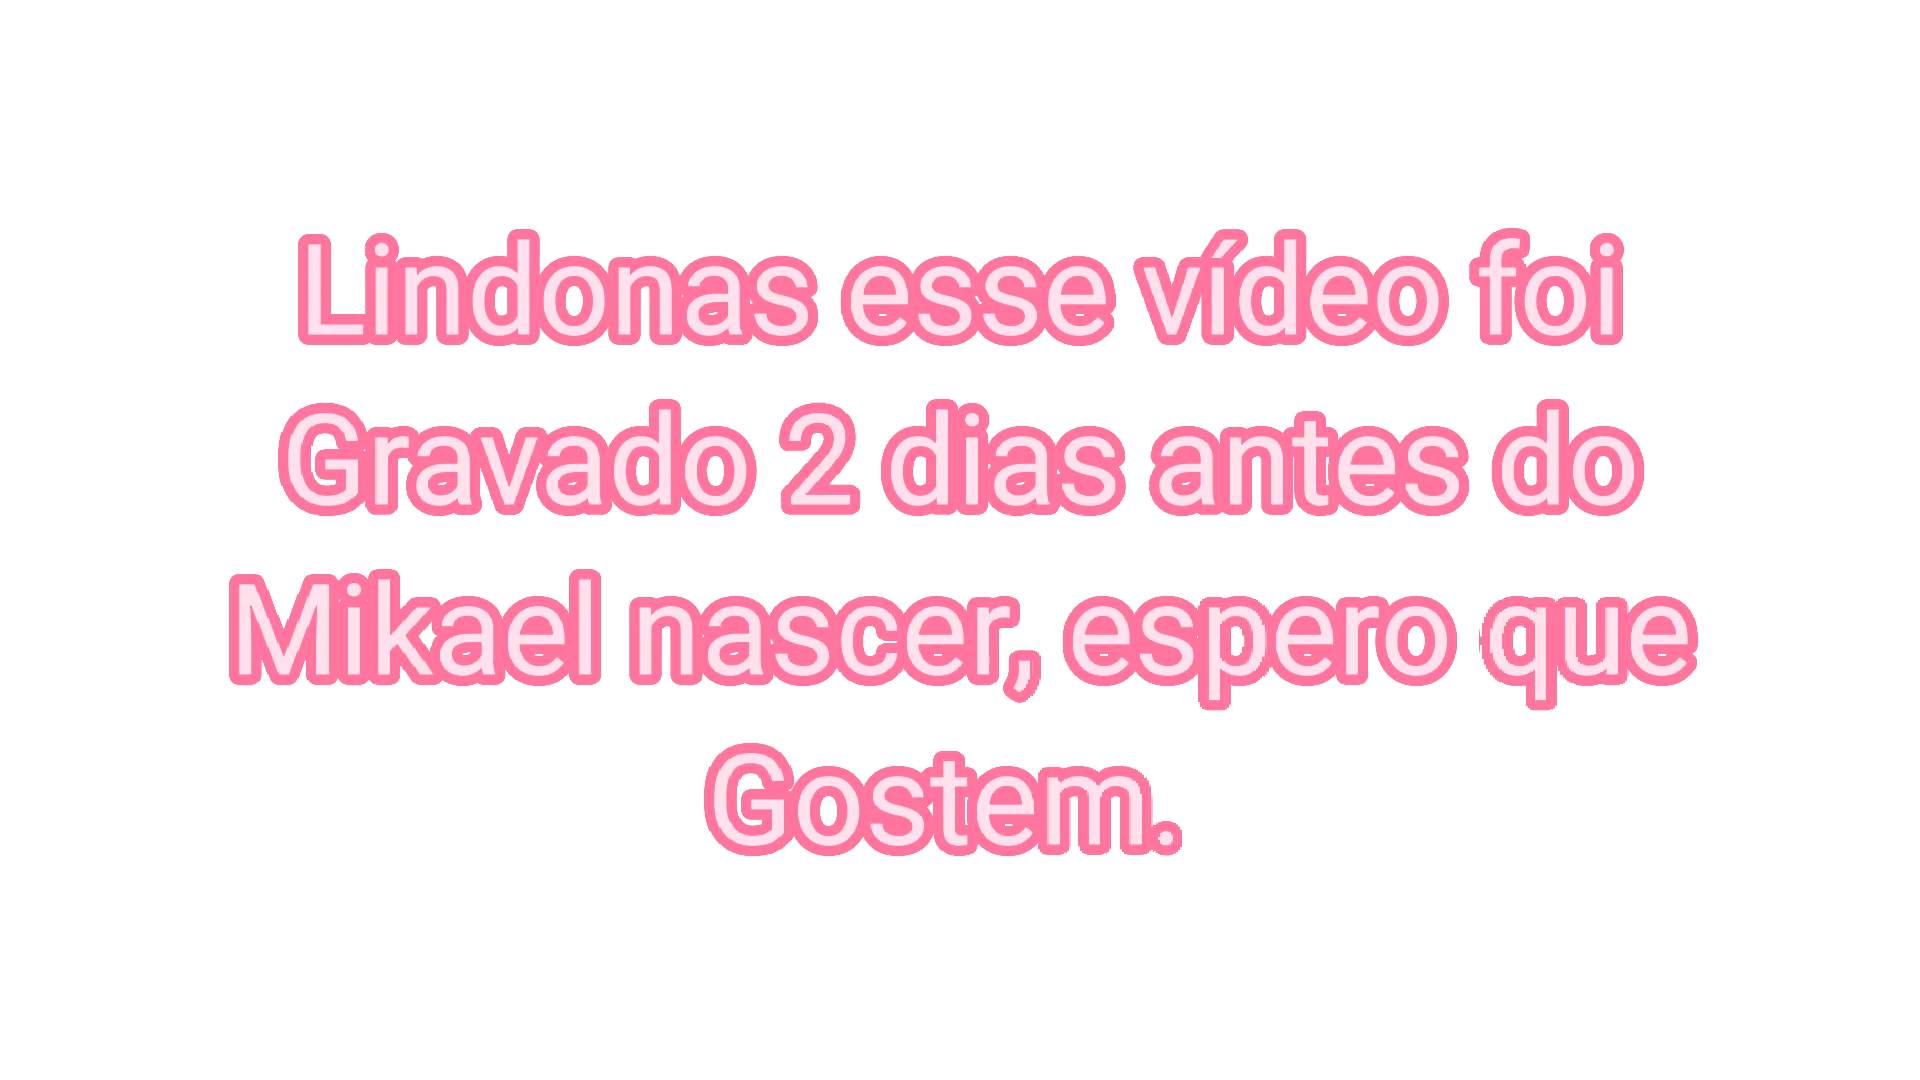 Lindonas esse vídeo foi
Gravado 2 dias antes do
Mikael nascer, espero que
Gostem.